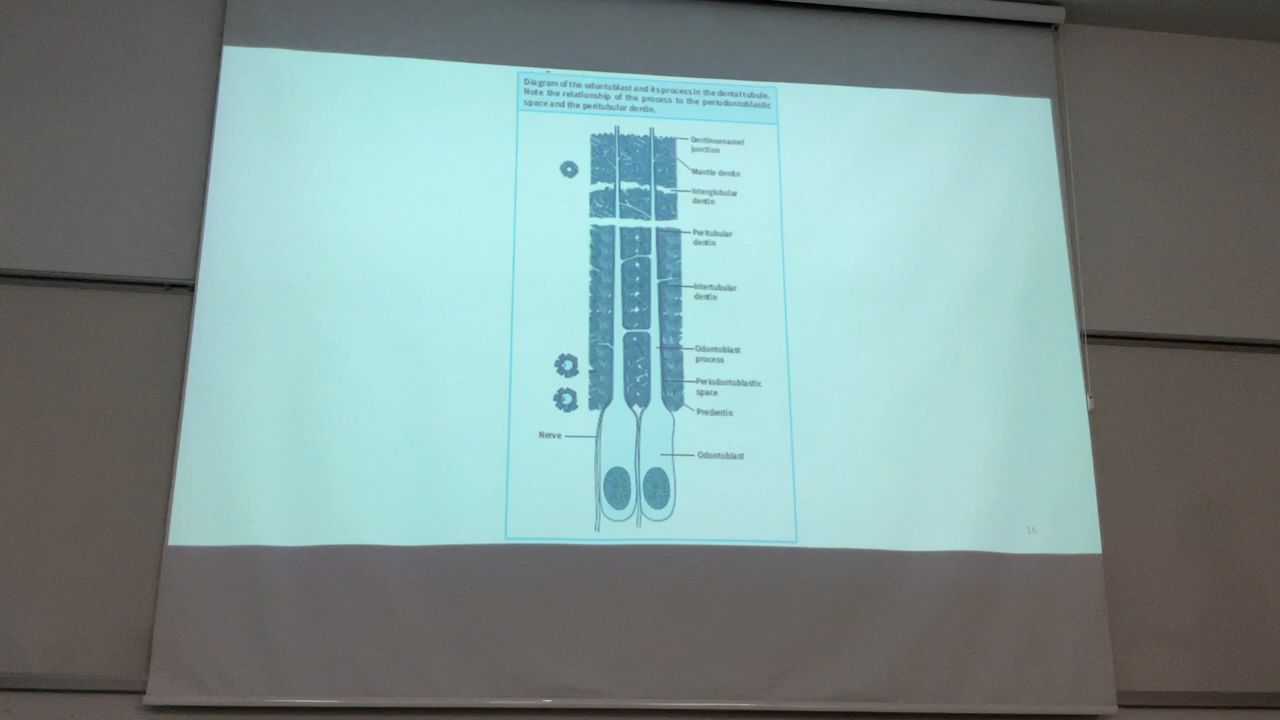 Diagram of the odontoblast and its process in the dental tubule.
Note the relationship of the process to the periodontoblastic
space and the peritubular dentin.
Dentinoenamel
junction
Mantle dentin
Interglobular
dentin
Peritubular
dentin
Intertubular
dentin
Odontoblast
process
Periodontoblastic
space
Predentin
Nerve
Odontoblast
16